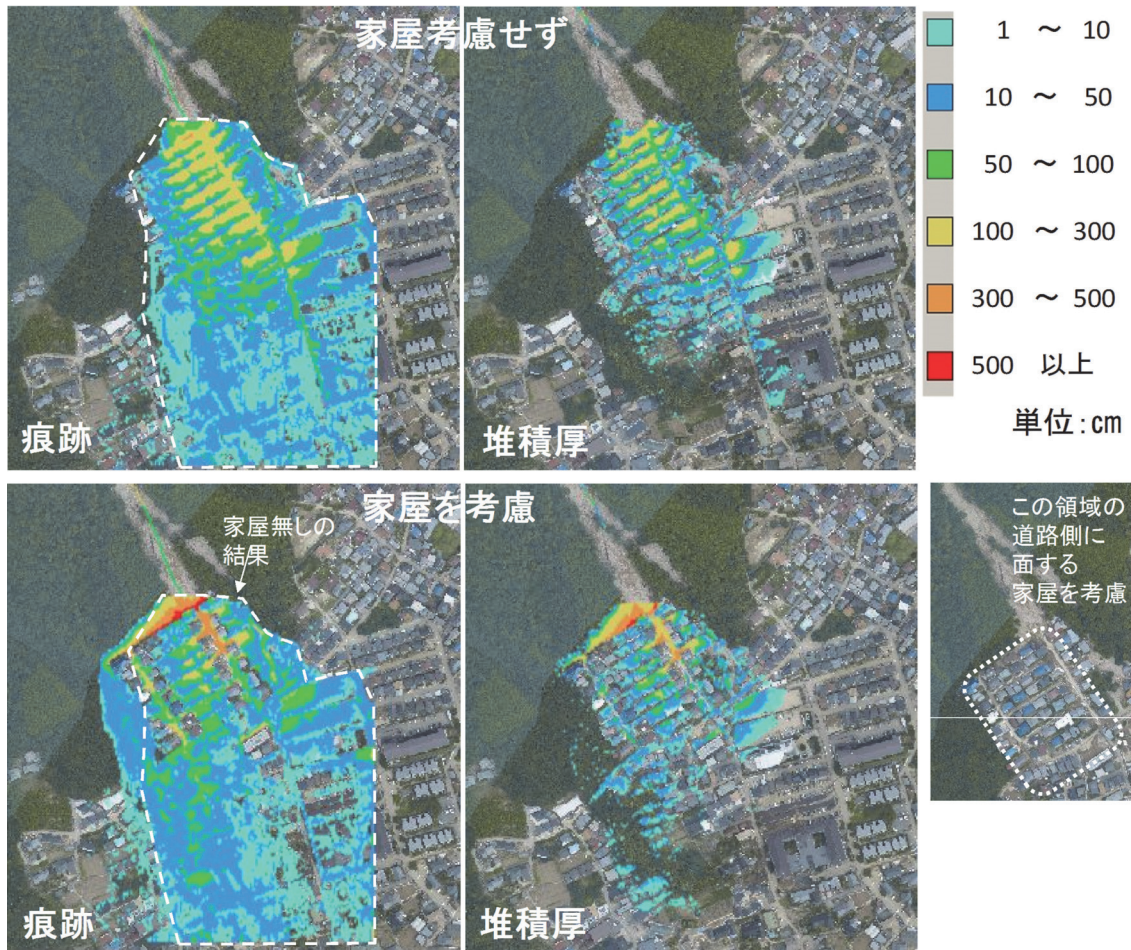 家屋考慮せず
痕跡
堆積厚
1 ～ 10
10 ～ 50
50 ～ 100
100 ～ 300
300 ～ 500
500 以上
単位：㎝
家屋を考慮
家屋無しの
結果
痕跡
堆積厚
この領域の
道路側に
面する
家屋を考慮